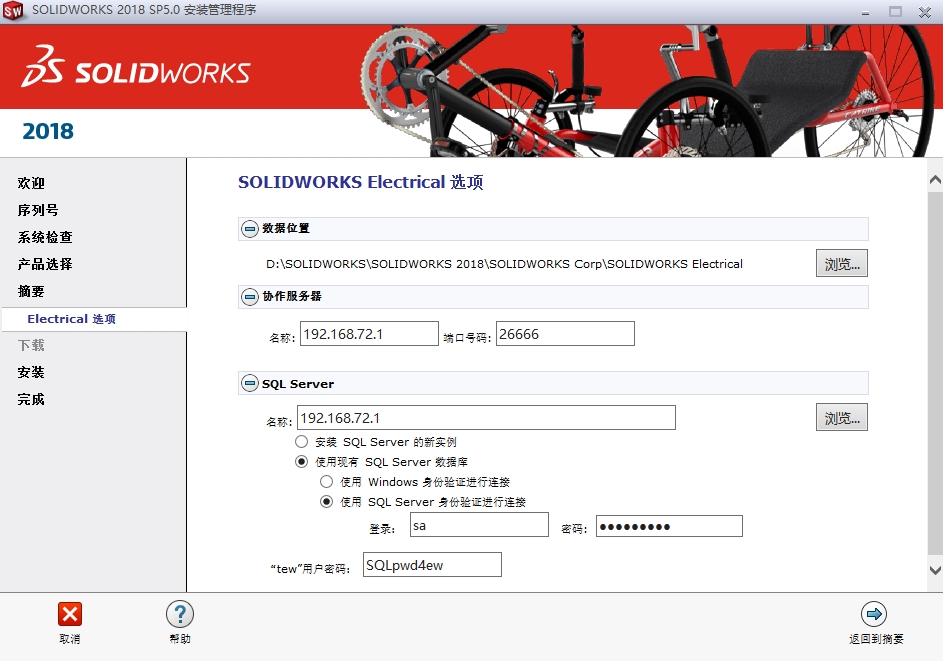 SW SOLIDWORKS 2018 SP5.0 安装管理程序
SOLIDWORKS
CATRIKE
2018
欢迎
序列号
系统检查
产品选择
摘要
Electrical 选项
下载
安装
完成
SOLIDWORKS Electrical 选项
数据位置
D:\SOLIDWORKS\SOLIDWORKS 2018\SOLIDWORKS Corp\SOLIDWORKS Electrical 浏览...
协作服务器
名称: 192.168.72.1 端口号码: 26666
SQL Server
名称: 192.168.72.1 浏览...
安装 SQL Server 的新实例
使用现有 SQL Server 数据库
使用 Windows 身份验证进行连接
使用 SQL Server 身份验证进行连接
登录: sa 密码: ●●●●●●●●●
“tew”用户密码: SQLpwd4ew
取消
? 帮助
返回到摘要